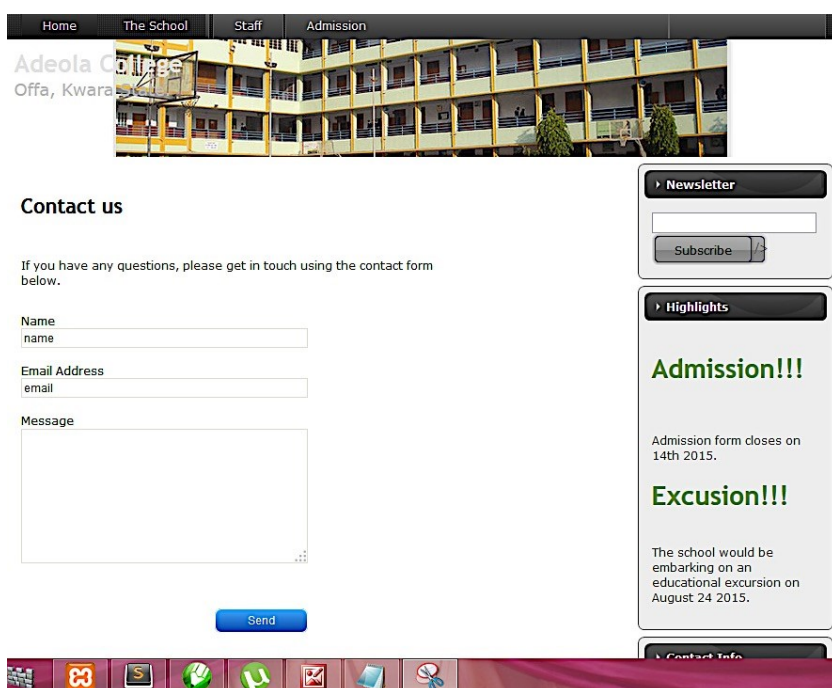 Home The School Staff Admission
Adeola College
Offa, Kwara State
Contact us
If you have any questions, please get in touch using the contact form
below.
Name
name
Email Address
email
Message
Send
Newsletter
Subscribe />
Highlights
Admission!!!
Admission form closes on
14th 2015.
Excusion!!!
The school would be
embarking on an
educational excursion on
August 24 2015.
Contact Info